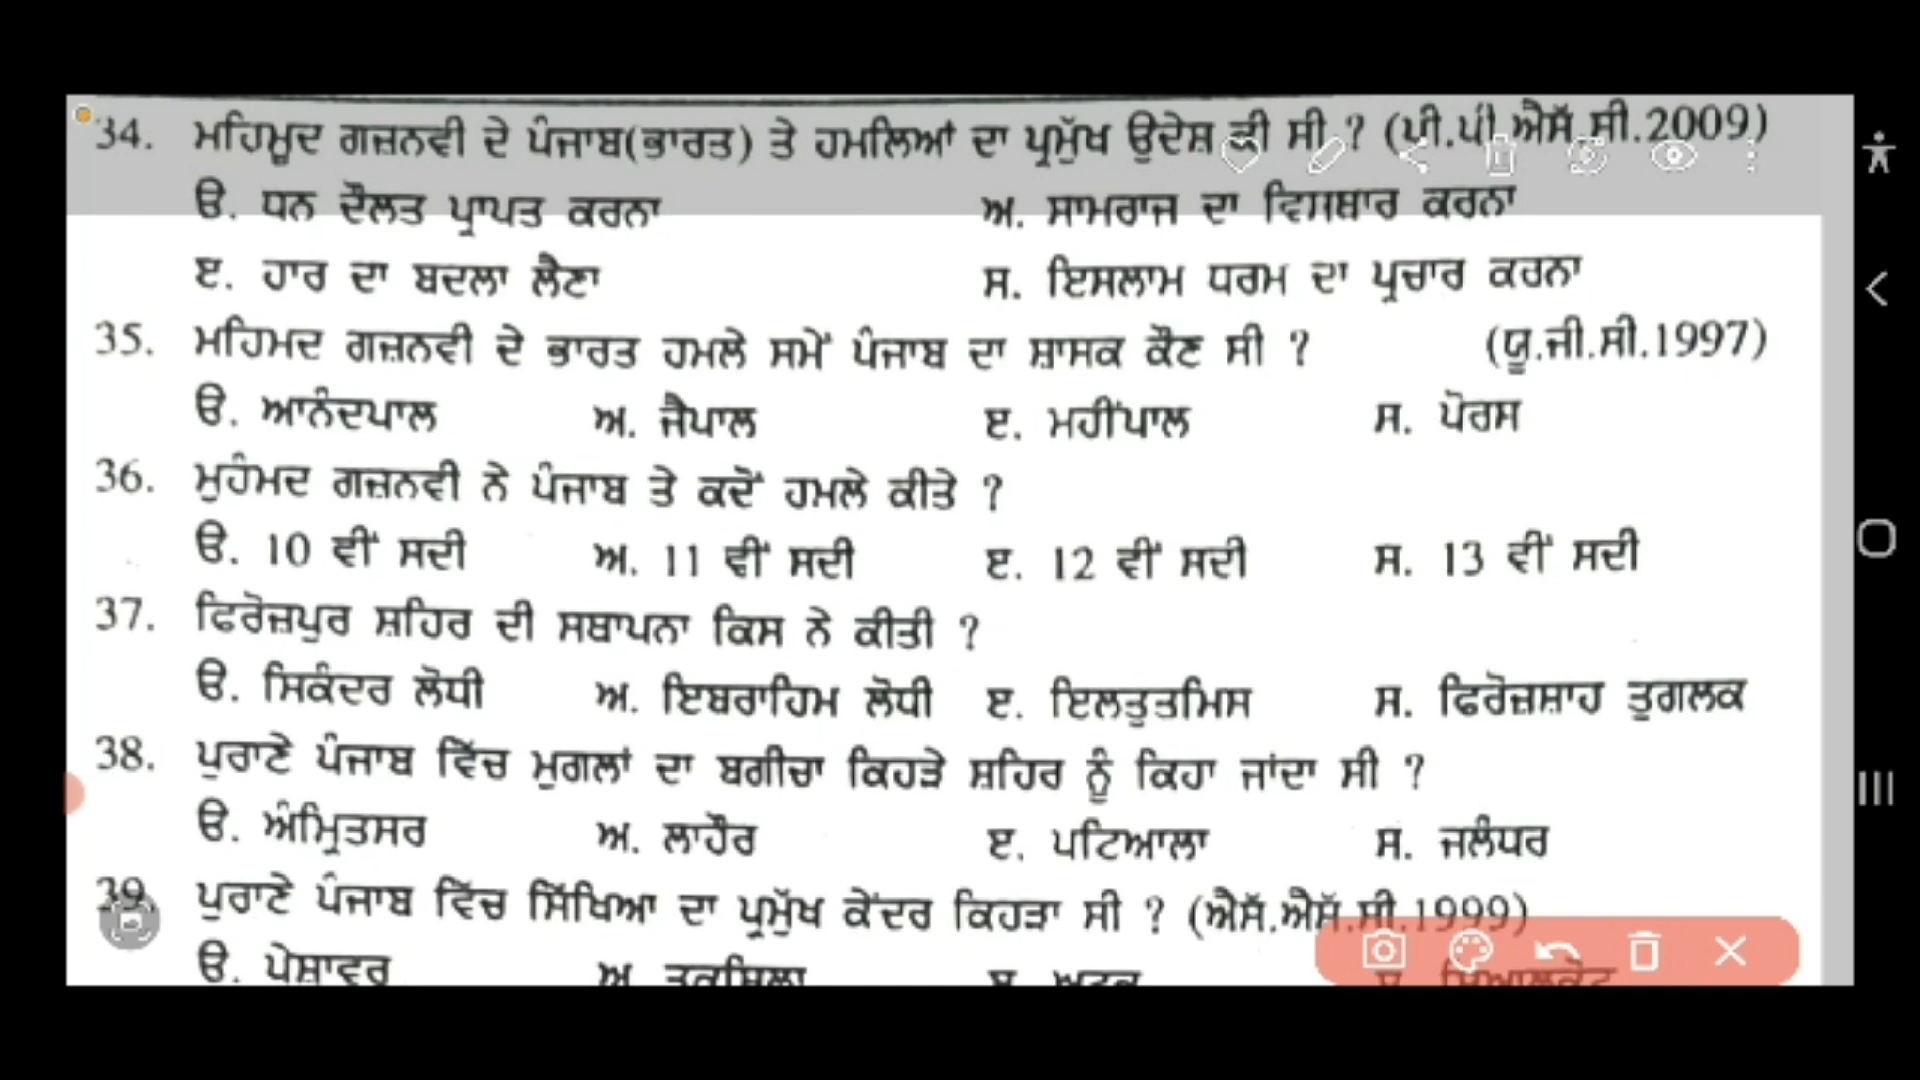 34. ਮਹਿਮੂਦ ਗਜ਼ਨਵੀ ਦੇ ਪੰਜਾਬ(ਭਾਰਤ) ਤੇ ਹਮਲਿਆਂ ਦਾ ਪ੍ਰਮੁੱਖ ਉਦੇਸ਼ ਕੀ ਸੀ ? (ਪੀ.ਪੀ.ਐਸੱ.ਸੀ.2009)
ੳ. ਧਨ ਦੌਲਤ ਪ੍ਰਾਪਤ ਕਰਨਾ ਅ. ਸਾਮਰਾਜ ਦਾ ਵਿਸਥਾਰ ਕਰਨਾ
ੲ. ਹਾਰ ਦਾ ਬਦਲਾ ਲੈਣਾ ਸ. ਇਸਲਾਮ ਧਰਮ ਦਾ ਪ੍ਰਚਾਰ ਕਰਨਾ
35. ਮਹਿਮਦ ਗਜ਼ਨਵੀ ਦੇ ਭਾਰਤ ਹਮਲੇ ਸਮੇਂ ਪੰਜਾਬ ਦਾ ਸ਼ਾਸਕ ਕੌਣ ਸੀ ? (ਯੂ.ਜੀ.ਸੀ.1997)
ੳ. ਆਨੰਦਪਾਲ ਅ. ਜੈਪਾਲ ੲ. ਮਹੀਂਪਾਲ ਸ. ਪੋਰਸ
36. ਮੁਹੰਮਦ ਗਜ਼ਨਵੀ ਨੇ ਪੰਜਾਬ ਤੇ ਕਦੋਂ ਹਮਲੇ ਕੀਤੇ ?
ੳ. 10 ਵੀਂ ਸਦੀ ਅ. 11 ਵੀਂ ਸਦੀ ੲ. 12 ਵੀਂ ਸਦੀ ਸ. 13 ਵੀਂ ਸਦੀ
37. ਫਿਰੋਜ਼ਪੁਰ ਸ਼ਹਿਰ ਦੀ ਸਥਾਪਨਾ ਕਿਸ ਨੇ ਕੀਤੀ ?
ੳ. ਸਿਕੰਦਰ ਲੋਧੀ ਅ. ਇਬਰਾਹਿਮ ਲੋਧੀ ੲ. ਇਲਤੁਤਮਿਸ ਸ. ਫਿਰੋਜ਼ਸ਼ਾਹ ਤੁਗਲਕ
38. ਪੁਰਾਣੇ ਪੰਜਾਬ ਵਿੱਚ ਮੁਗਲਾਂ ਦਾ ਬਗੀਚਾ ਕਿਹੜੇ ਸ਼ਹਿਰ ਨੂੰ ਕਿਹਾ ਜਾਂਦਾ ਸੀ ?
ੳ. ਅੰਮ੍ਰਿਤਸਰ ਅ. ਲਾਹੌਰ ੲ. ਪਟਿਆਲਾ ਸ. ਜਲੰਧਰ
39. ਪੁਰਾਣੇ ਪੰਜਾਬ ਵਿੱਚ ਸਿੱਖਿਆ ਦਾ ਪ੍ਰਮੁੱਖ ਕੇਂਦਰ ਕਿਹੜਾ ਸੀ ? (ਐਸੱ.ਐਸੱ.ਸੀ.1999)
ੳ. ਪੇਸ਼ਾਵਰ ਅ ਤਕਸ਼ਿਲਾ ੲ ਅਟਕ ਸ ਸਿਆਲਕੋਟ